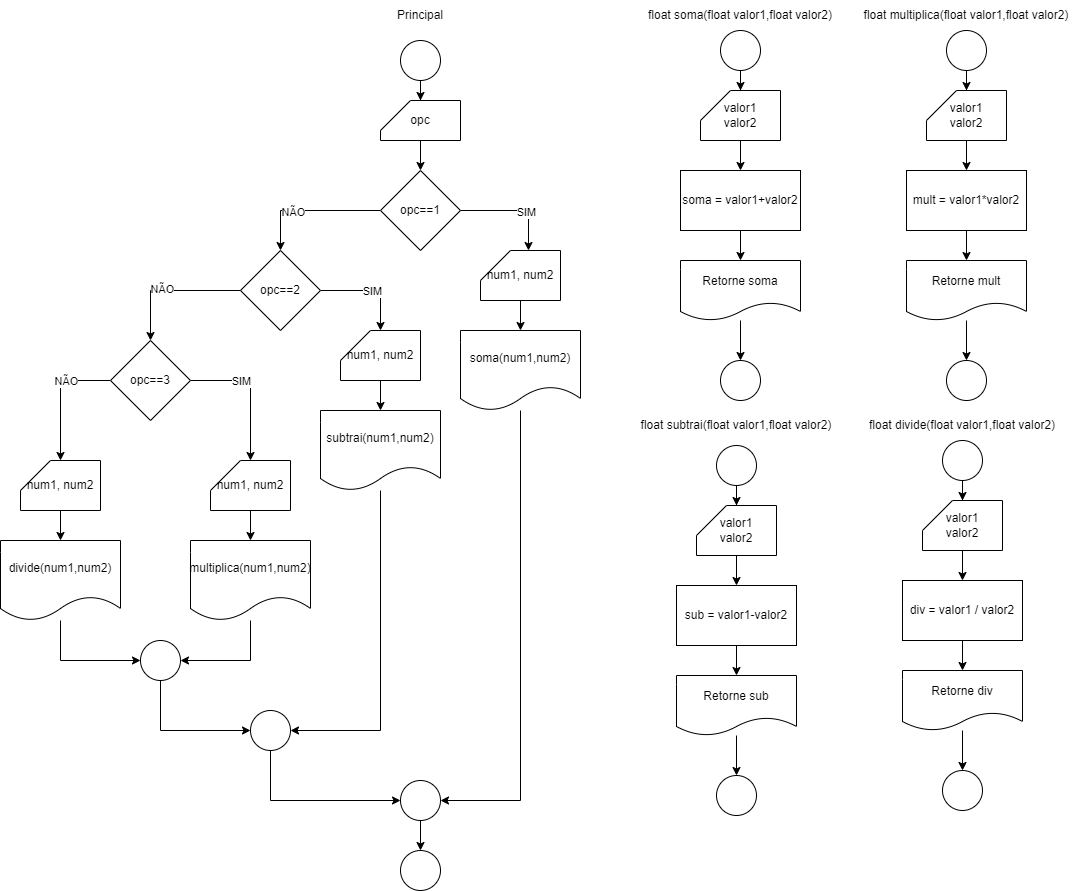 Principal
opc
opc==1
NÃO
SIM
num1, num2
soma(num1,num2)
opc==2
NÃO
SIM
num1, num2
subtrai(num1,num2)
opc==3
NÃO
SIM
num1, num2
divide(num1,num2)
num1, num2
multiplica(num1,num2)
float soma(float valor1,float valor2)
valor1
valor2
soma = valor1+valor2
Retorne soma
float multiplica(float valor1,float valor2)
valor1
valor2
mult = valor1*valor2
Retorne mult
float subtrai(float valor1,float valor2)
valor1
valor2
sub = valor1-valor2
Retorne sub
float divide(float valor1,float valor2)
valor1
valor2
div = valor1 / valor2
Retorne div